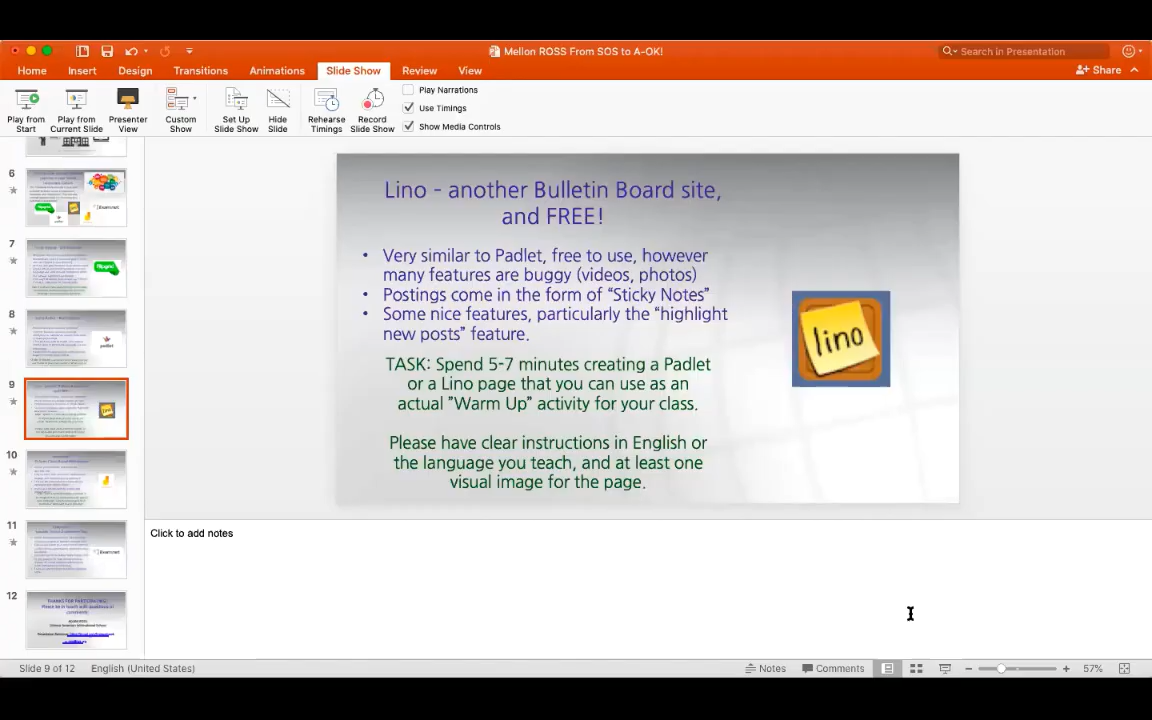 Mellon ROSS From SOS to A-OK!
Search in Presentation
Home Insert Design Transitions Animations Slide Show Review View
Share
Play from Start
Play from Current Slide
Presenter View
Custom Show
Set Up Slide Show
Hide Slide
Rehearse Timings
Record Slide Show
Play Narrations
Use Timings
Show Media Controls
6
7
8
padlet
9
10
11
12
THANKS FOR PARTICIPATING!
Lino - another Bulletin Board site,
and FREE!
• Very similar to Padlet, free to use, however
many features are buggy (videos, photos)
• Postings come in the form of “Sticky Notes”
• Some nice features, particularly the “highlight
new posts” feature.
TASK: Spend 5-7 minutes creating a Padlet
or a Lino page that you can use as an
actual "Warm Up" activity for your class.
Please have clear instructions in English or
the language you teach, and at least one
visual image for the page.
lino
Click to add notes
Slide 9 of 12 English (United States)
Notes Comments 57%